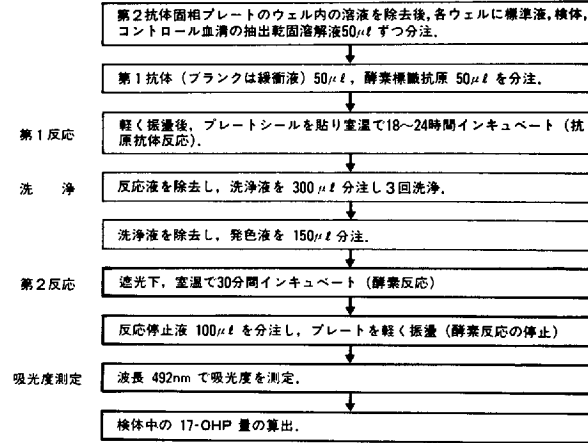 第2抗体固相プレートのウェル内の溶液を除去後，各ウェルに標準液，検体，
コントロール血清の抽出乾固溶解液50μℓ ずつ分注．
第1抗体（ブランクは緩衝液）50μℓ，酵素標識抗原 50μℓ を分注．
第1反応
軽く振盪後，プレートシールを貼り室温で18～24時間インキュベート（抗
原抗体反応）．
洗　浄
反応液を除去し，洗浄液を 300μℓ 分注し3回洗浄．
洗浄液を除去し，発色液を 150μℓ 分注．
第2反応
遮光下，室温で30分間インキュベート（酵素反応）
反応停止液 100μℓ を分注し，プレートを軽く振盪（酵素反応の停止）
吸光度測定
波長 492nm で吸光度を測定．
検体中の 17-OHP 量の算出．